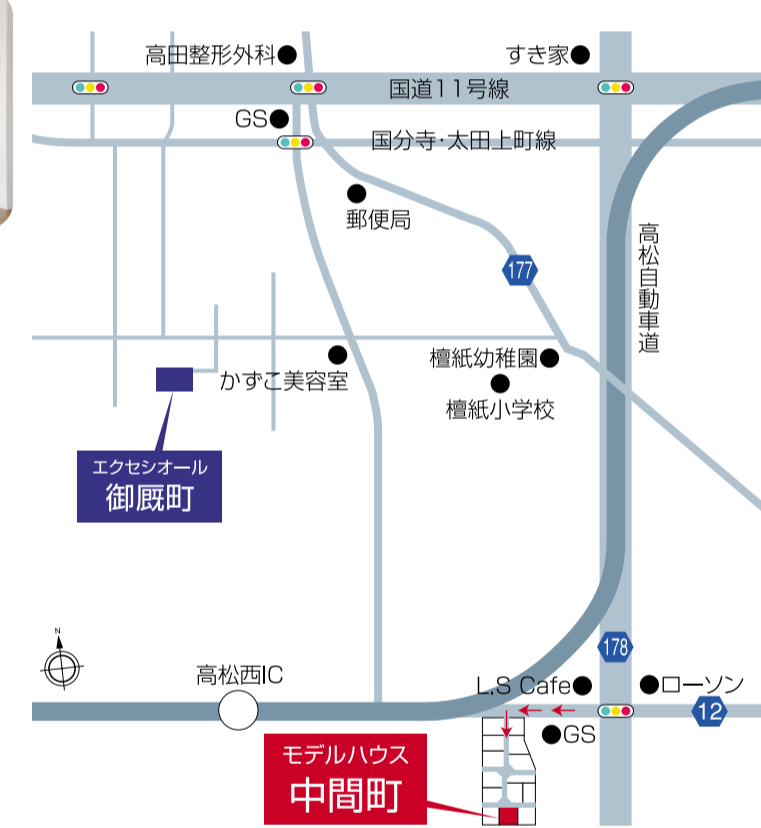 高田整形外科
すき家
国道11号線
GS
国分寺・太田上町線
郵便局
177
高松自動車道
檀紙幼稚園
かずこ美容室
檀紙小学校
エクセシオール
御厩町
N
178
高松西IC
L.S Cafe
ローソン
12
GS
モデルハウス
中間町